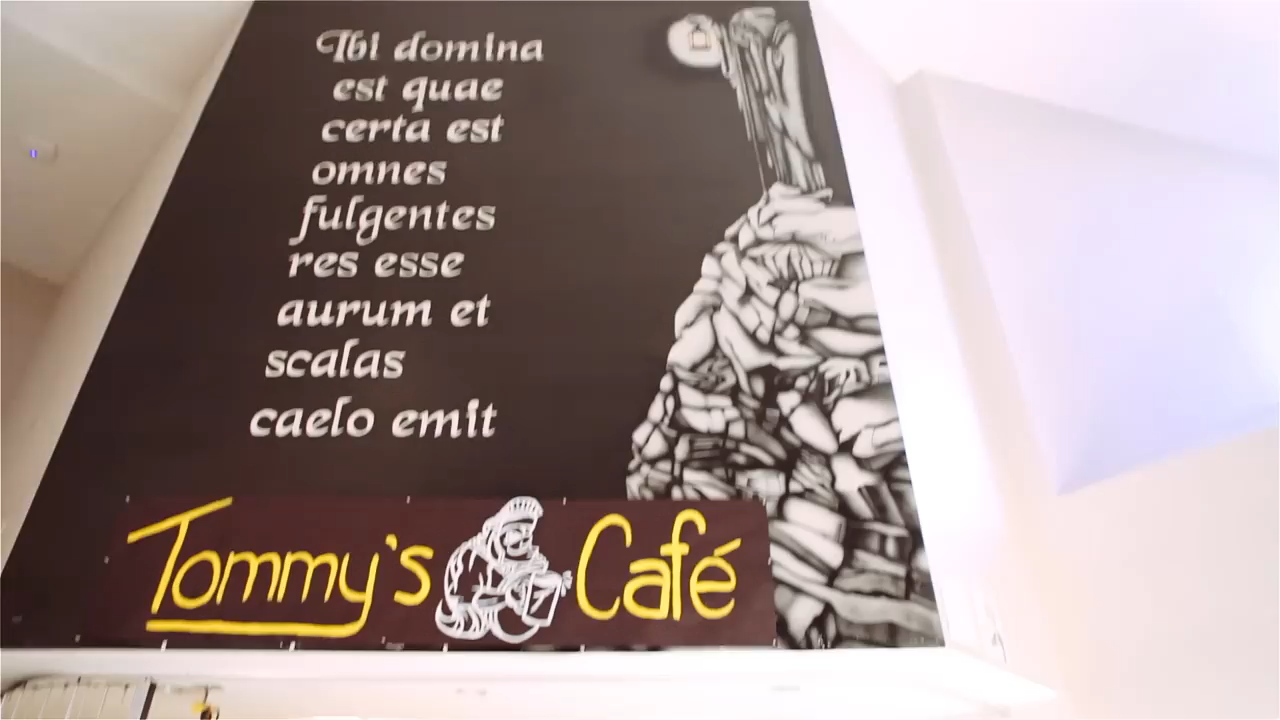 Ibi domina
est quae
certa est
omnes
fulgentes
res esse
aurum et
scalas
caelo emit
Tommy's Café